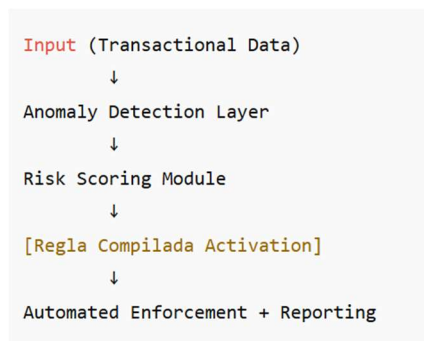 Input (Transactional Data)
↓
Anomaly Detection Layer
↓
Risk Scoring Module
↓
[Regla Compilada Activation]
↓
Automated Enforcement + Reporting